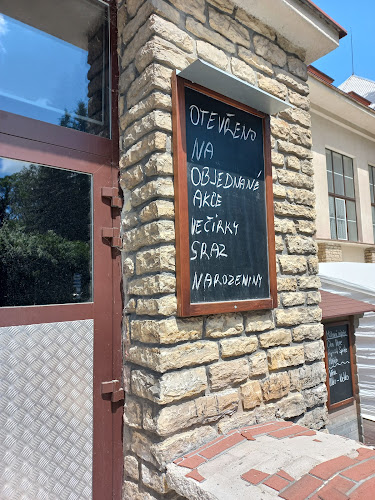 OTEVŘENO
NA
OBJEDNANÉ
AKCE
VEČÍRKY
SRAZ
NAROZENINY